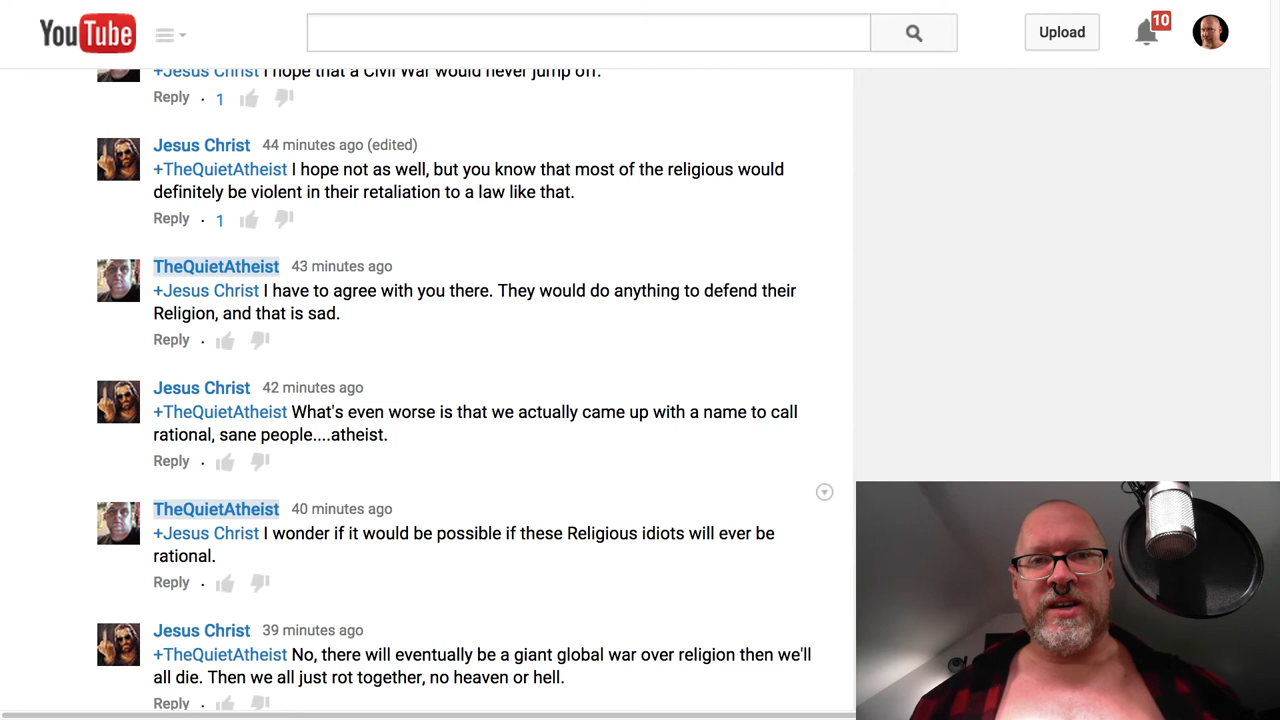 YouTube
Upload
10
+Jesus Christ I hope that a Civil War would never jump off.
Reply · 1
Jesus Christ 44 minutes ago (edited)
+TheQuietAtheist I hope not as well, but you know that most of the religious would
definitely be violent in their retaliation to a law like that.
Reply · 1
TheQuietAtheist 43 minutes ago
+Jesus Christ I have to agree with you there. They would do anything to defend their
Religion, and that is sad.
Reply ·
Jesus Christ 42 minutes ago
+TheQuietAtheist What's even worse is that we actually came up with a name to call
rational, sane people....atheist.
Reply ·
TheQuietAtheist 40 minutes ago
+Jesus Christ I wonder if it would be possible if these Religious idiots will ever be
rational.
Reply ·
Jesus Christ 39 minutes ago
+TheQuietAtheist No, there will eventually be a giant global war over religion then we'll
all die. Then we all just rot together, no heaven or hell.
Reply ·